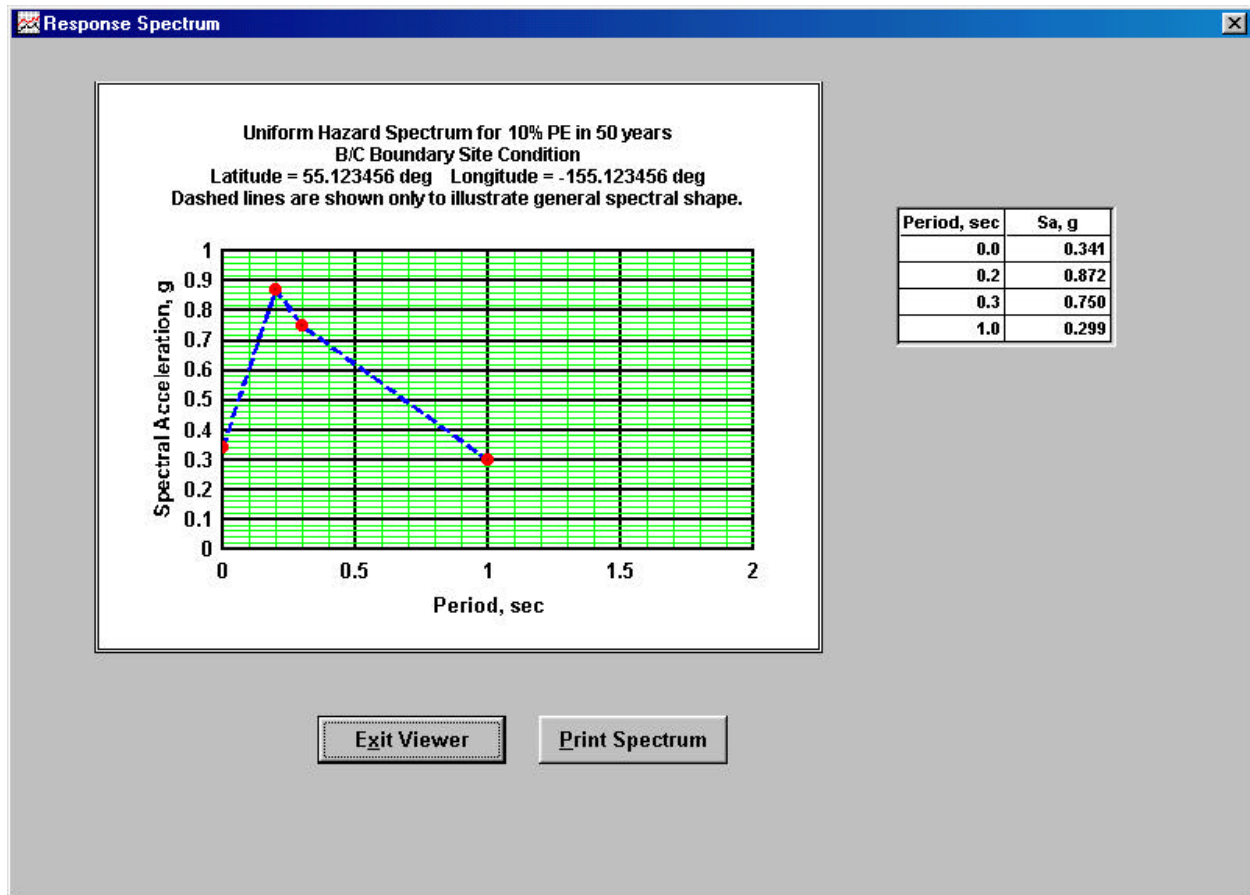 Response Spectrum
Uniform Hazard Spectrum for 10% PE in 50 years
B/C Boundary Site Condition
Latitude = 55.123456 deg Longitude = -155.123456 deg
Dashed lines are shown only to illustrate general spectral shape.
Spectral Acceleration, g
1
0.9
0.8
0.7
0.6
0.5
0.4
0.3
0.2
0.1
0
0 0.5 1 1.5 2
Period, sec
Period, sec Sa, g
0.0 0.341
0.2 0.872
0.3 0.750
1.0 0.299
Exit Viewer Print Spectrum